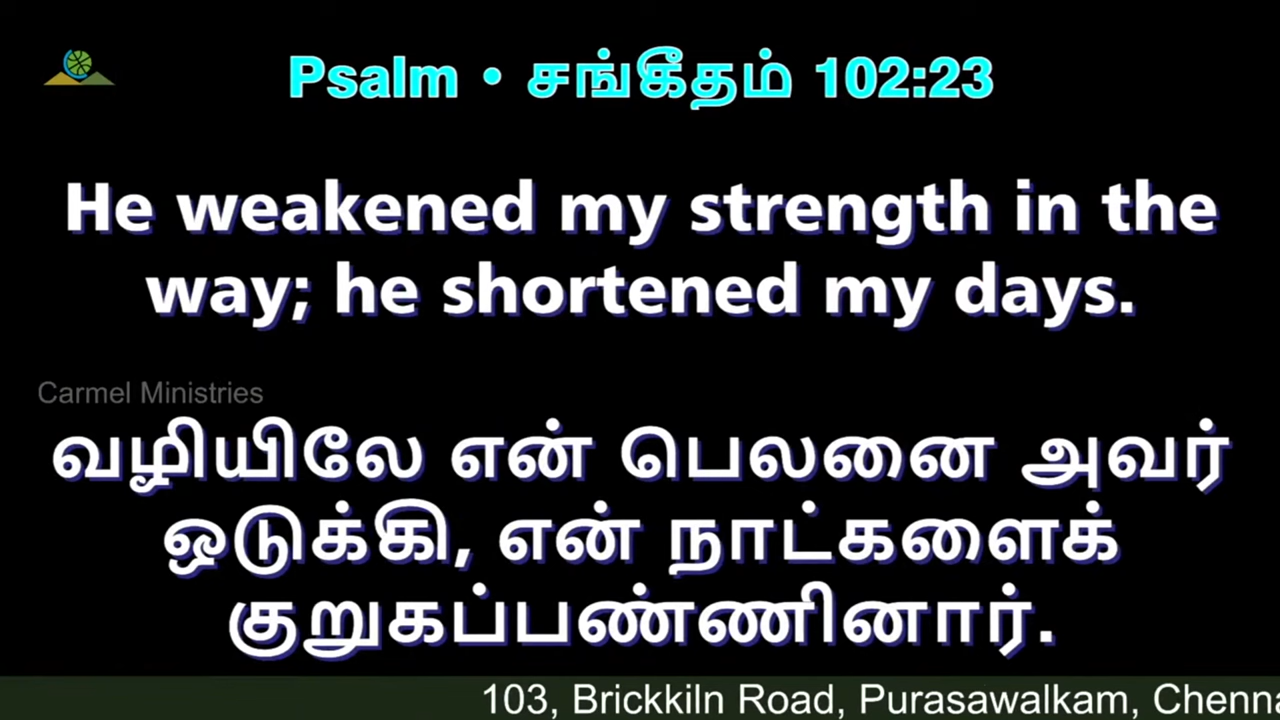 Psalm • சங்கீதம் 102:23
He weakened my strength in the
way; he shortened my days.
Carmel Ministries
வழியிலே என் பெலனை அவர்
ஒடுக்கி, என் நாட்களைக்
குறுகப்பண்ணினார்.
103, Brickkiln Road, Purasawalkam, Chenna